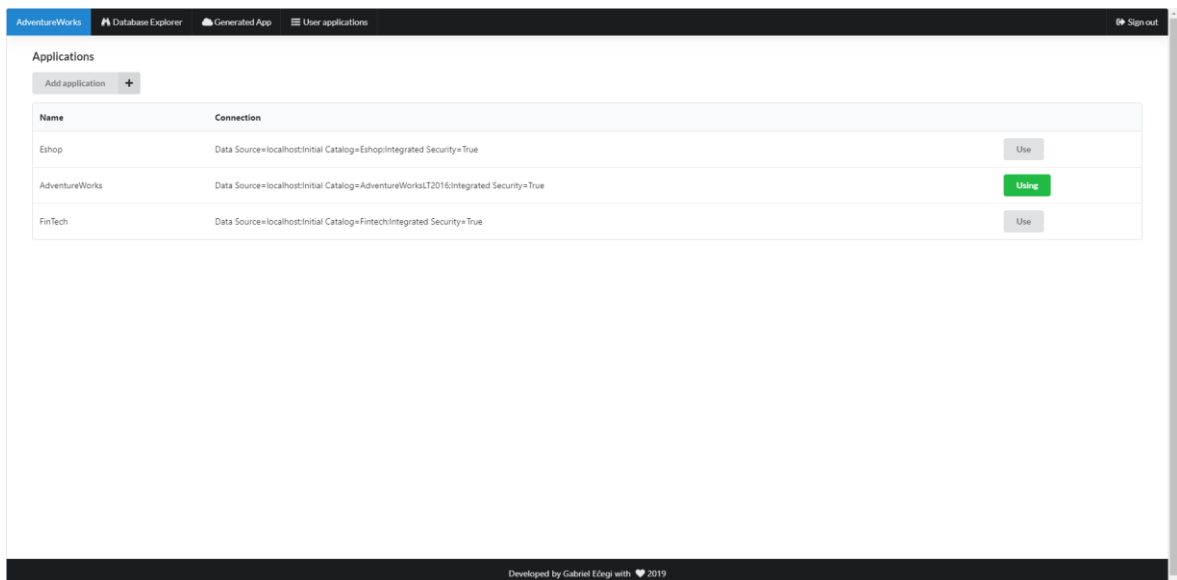 AdventureWorks Database Explorer Generated App User applications Sign out
Applications
Add application +
Name Connection
Eshop Data Source=localhost;Initial Catalog=Eshop;Integrated Security=True Use
AdventureWorks Data Source=localhost;Initial Catalog=AdventureWorksLT2016;Integrated Security=True Using
FinTech Data Source=localhost;Initial Catalog=Fintech;Integrated Security=True Use
Developed by Gabriel Ečegi with ❤ 2019